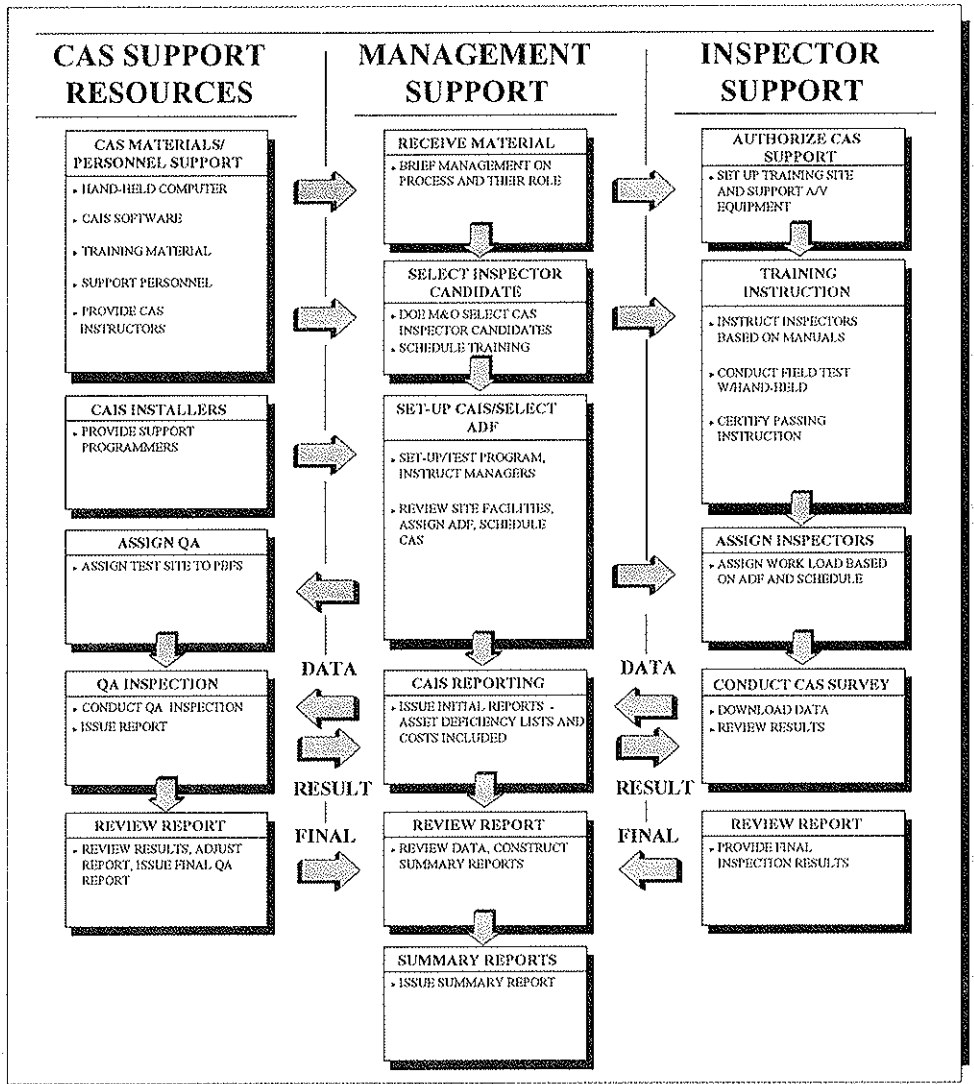 CAS SUPPORT
RESOURCES
CAS MATERIALS/
PERSONNEL SUPPORT
▸ HAND-HELD COMPUTER
▸ CAIS SOFTWARE
▸ TRAINING MATERIAL
▸ SUPPORT PERSONNEL
▸ PROVIDE CAS
INSTRUCTORS
CAIS INSTALLERS
▸ PROVIDE SUPPORT
PROGRAMMERS
ASSIGN QA
▸ ASSIGN TEST SITE TO PBFS
QA INSPECTION
▸ CONDUCT QA INSPECTION
▸ ISSUE REPORT
REVIEW REPORT
▸ REVIEW RESULTS, ADJUST
REPORT, ISSUE FINAL QA
REPORT
DATA
RESULT
FINAL
MANAGEMENT
SUPPORT
RECEIVE MATERIAL
▸ BRIEF MANAGEMENT ON
PROCESS AND THEIR ROLE
SELECT INSPECTOR
CANDIDATE
▸ DOE M&O SELECT CAS
INSPECTOR CANDIDATES
▸ SCHEDULE TRAINING
SET-UP CAIS/SELECT
ADF
▸ SET-UP/TEST PROGRAM,
INSTRUCT MANAGERS
▸ REVIEW SITE FACILITIES,
ASSIGN ADF, SCHEDULE
CAS
CAIS REPORTING
▸ ISSUE INITIAL REPORTS -
ASSET DEFICIENCY LISTS AND
COSTS INCLUDED
REVIEW REPORT
▸ REVIEW DATA, CONSTRUCT
SUMMARY REPORTS
SUMMARY REPORTS
▸ ISSUE SUMMARY REPORT
DATA
RESULT
FINAL
INSPECTOR
SUPPORT
AUTHORIZE CAS
SUPPORT
▸ SET UP TRAINING SITE
AND SUPPORT A/V
EQUIPMENT
TRAINING
INSTRUCTION
▸ INSTRUCT INSPECTORS
BASED ON MANUALS
▸ CONDUCT FIELD TEST
W/HAND-HELD
▸ CERTIFY PASSING
INSTRUCTION
ASSIGN INSPECTORS
▸ ASSIGN WORK LOAD BASED
ON ADF AND SCHEDULE
CONDUCT CAS SURVEY
▸ DOWNLOAD DATA
▸ REVIEW RESULTS
REVIEW REPORT
▸ PROVIDE FINAL
INSPECTION RESULTS